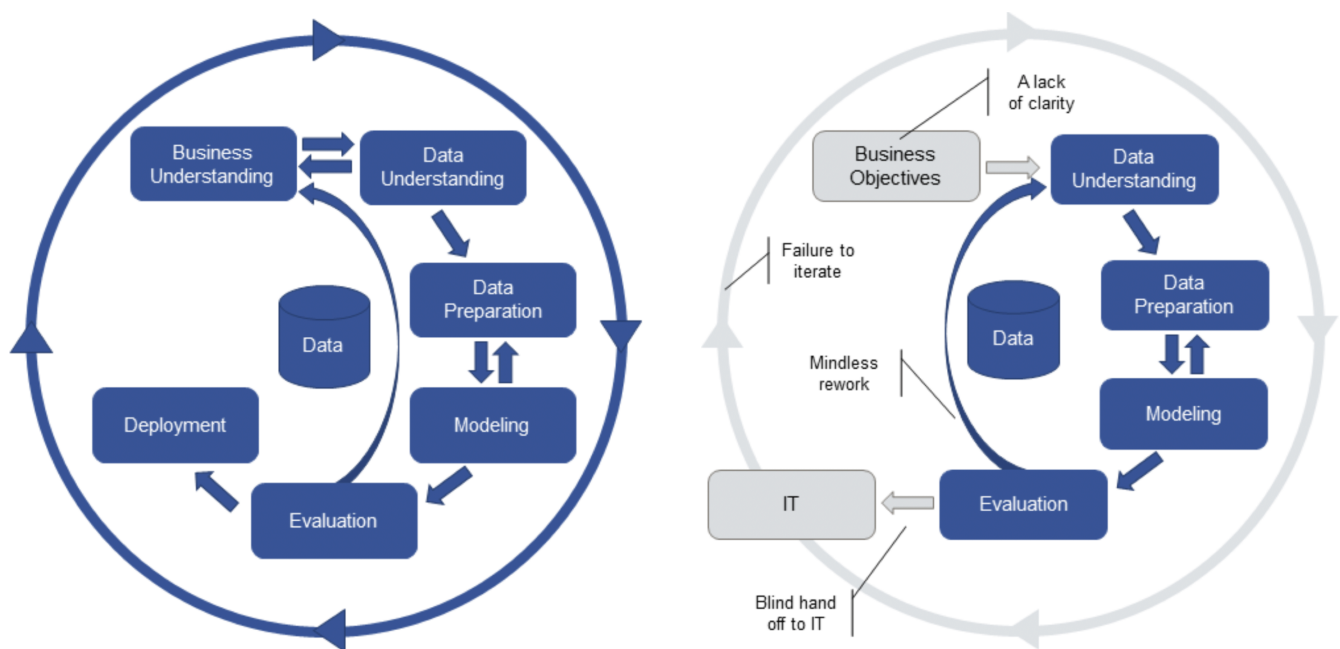 Business
Understanding
Data
Understanding
Data
Preparation
Data
Deployment
Modeling
Evaluation
A lack
of clarity
Business
Objectives
Data
Understanding
Failure to
iterate
Data
Preparation
Data
Mindless
rework
Modeling
IT
Evaluation
Blind hand
off to IT